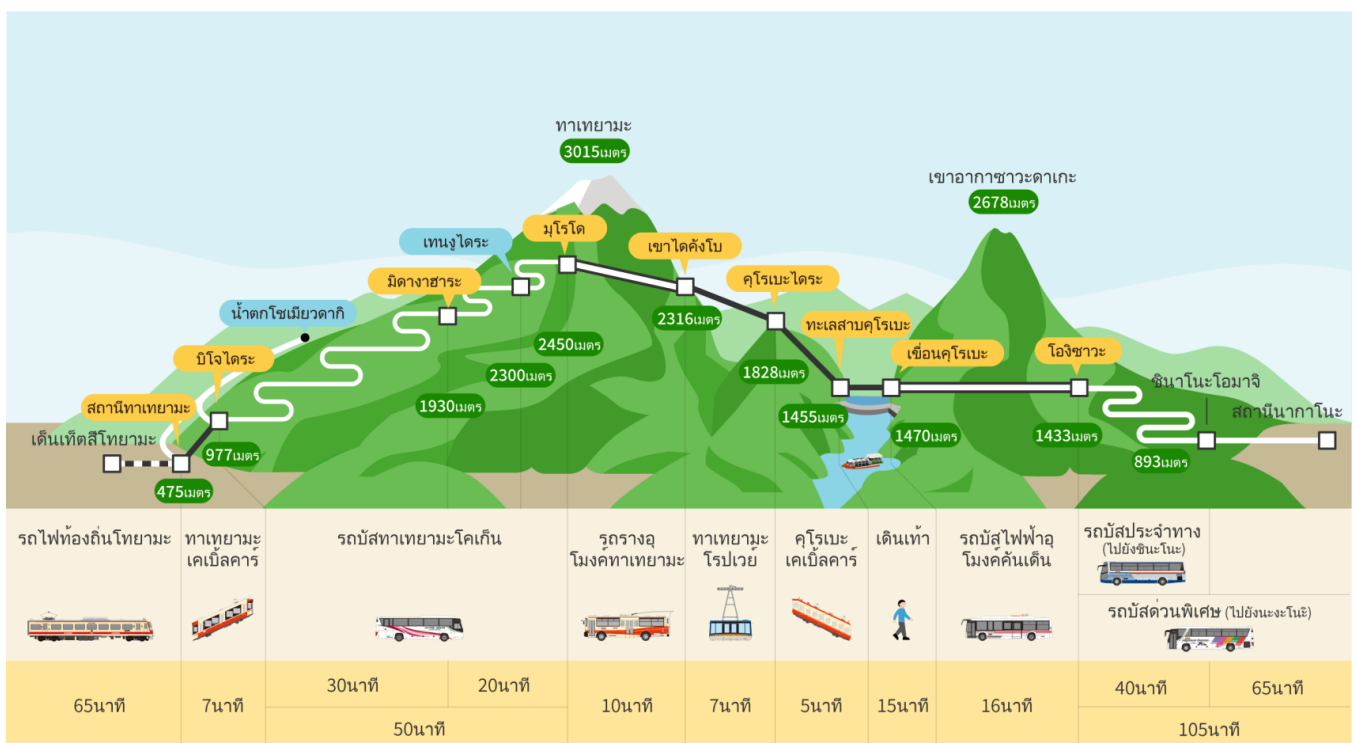 ทาเทยามะ
3015เมตร
เขาอากาซาวะดาเกะ
2678เมตร
มุโรโด
เทนงูไดระ
เขาไดคังโบ
มิดางาฮาระ
คุโรเบะไดระ
น้ำตกโชเมียวดากิ
ทะเลสาบคุโรเบะ
บิโจไดระ
เขื่อนคุโรเบะ
โองิซาวะ
2316เมตร
2450เมตร
1828เมตร
2300เมตร
1930เมตร
สถานีทาเทยามะ
ชินาโนะโอมาจิ
สถานีนากาโนะ
เด็นเท็ตสึโทยามะ
1455เมตร
1470เมตร
1433เมตร
977เมตร
893เมตร
475เมตร
รถไฟท้องถิ่นโทยามะ
ทาเทยามะ
เคเบิ้ลคาร์
รถบัสทาเทยามะโคเก็น
รถรางอุ
โมงค์ทาเทยามะ
ทาเทยามะ
โรปเวย์
คุโรเบะ
เคเบิ้ลคาร์
เดินเท้า
รถบัสไฟฟ้าอุ
โมงค์คันเด็น
รถบัสประจำทาง
(ไปยังชินะโนะ)
รถบัสด่วนพิเศษ (ไปยังนะงะโนะ)
65นาที
7นาที
30นาที
20นาที
50นาที
10นาที
7นาที
5นาที
15นาที
16นาที
40นาที
65นาที
105นาที